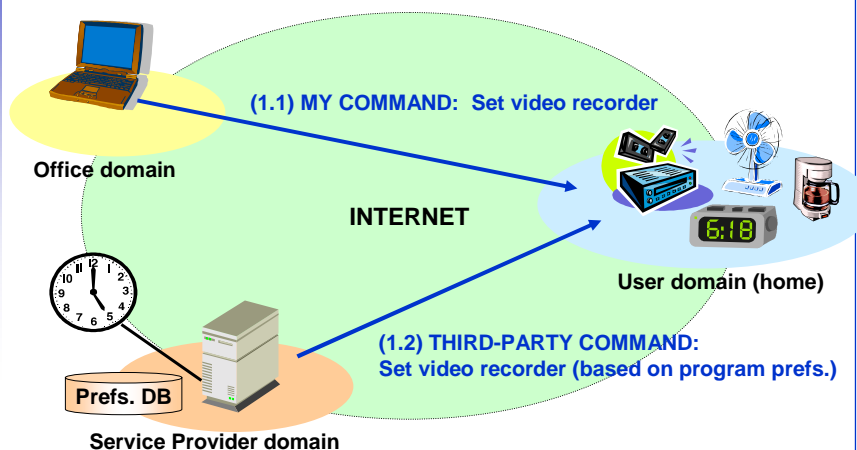 (1.1) MY COMMAND: Set video recorder
Office domain
INTERNET
6:18
User domain (home)
12
1
2
3
4
5
6
7
8
9
10
11
(1.2) THIRD-PARTY COMMAND:
Set video recorder (based on program prefs.)
Prefs. DB
Service Provider domain